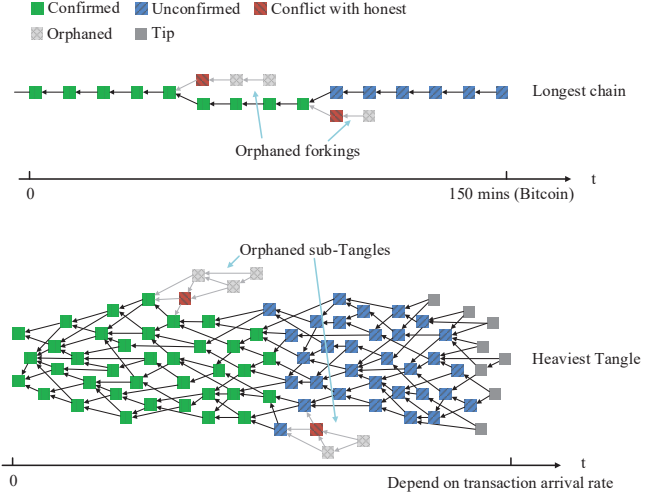 Confirmed Unconfirmed Conflict with honest
Orphaned Tip
Longest chain
Orphaned forkings
t
0 150 mins (Bitcoin)
Orphaned sub-Tangles
Heaviest Tangle
t
0 Depend on transaction arrival rate